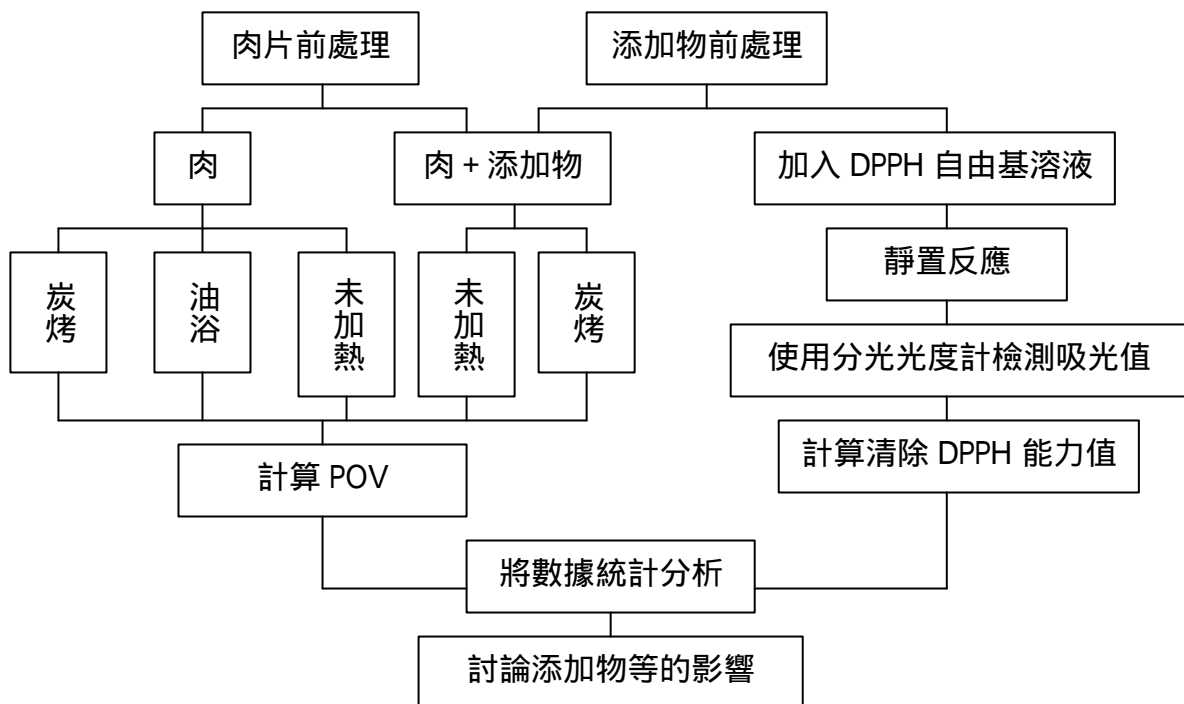 肉片前處理
添加物前處理
肉
肉 + 添加物
加入 DPPH 自由基溶液
炭烤
油浴
未加熱
未加熱
炭烤
靜置反應
使用分光光度計檢測吸光值
計算 POV
計算清除 DPPH 能力值
將數據統計分析
討論添加物等的影響